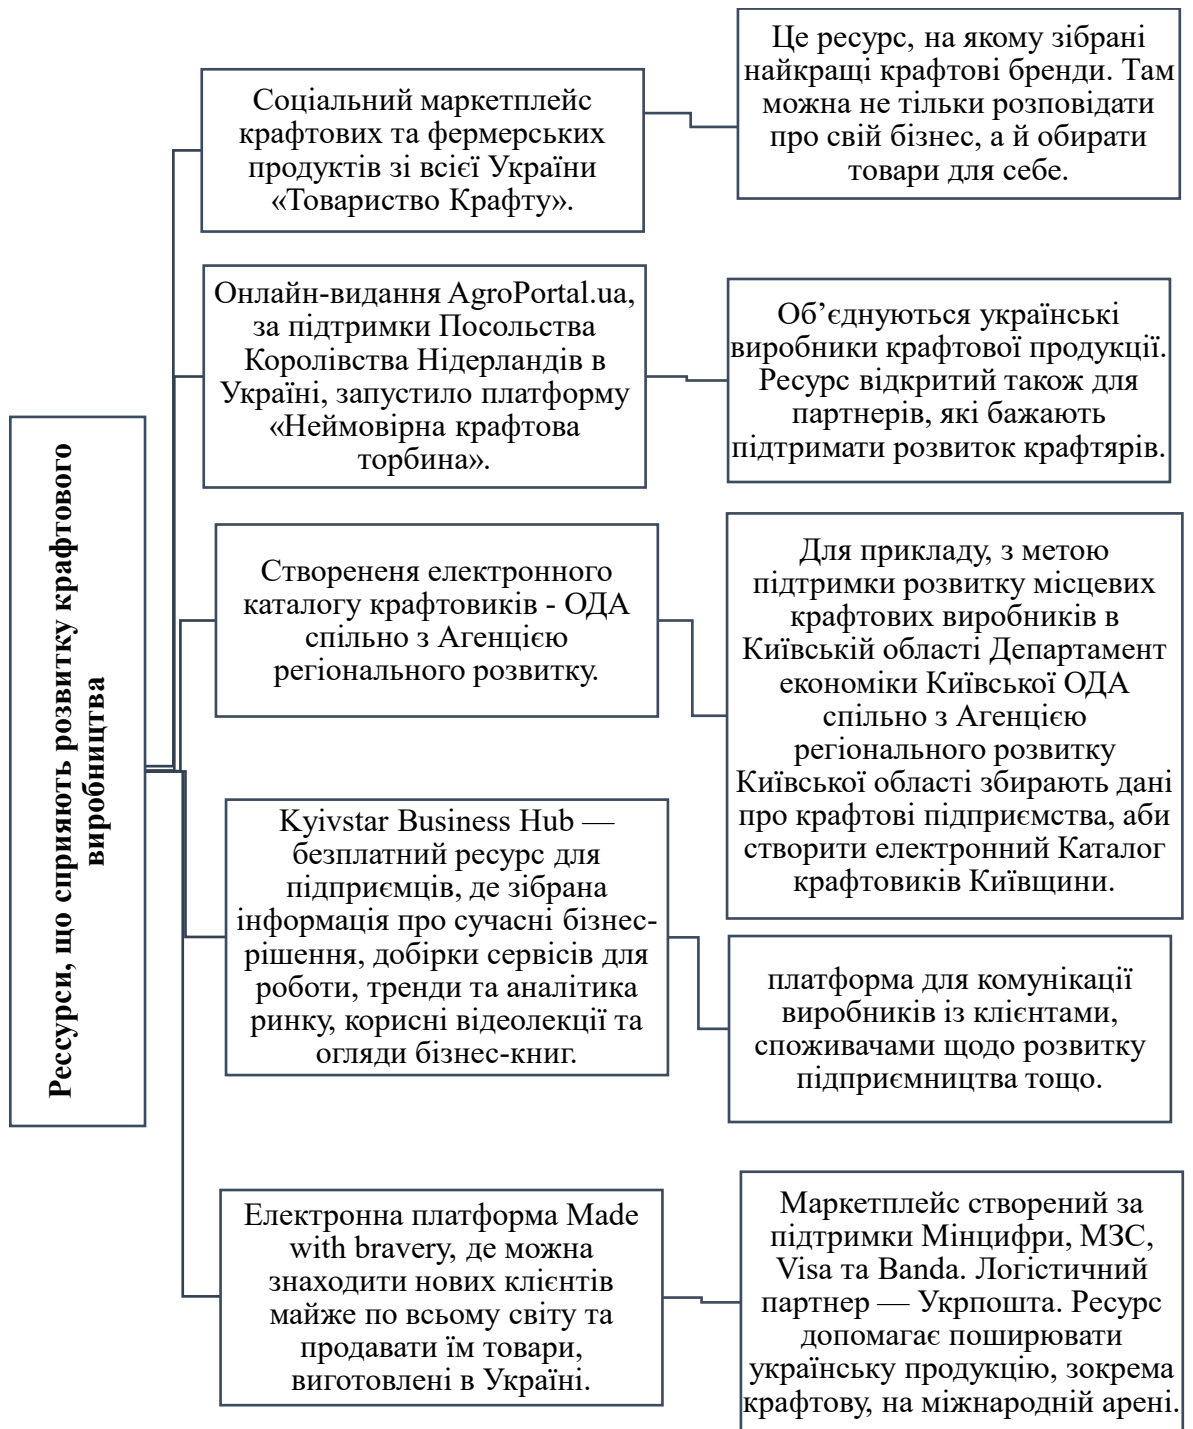 Рессурси, що сприяють розвитку крафтового
виробництва
Соціальний маркетплейс
крафтових та фермерських
продуктів зі всієї України
«Товариство Крафту».
Це ресурс, на якому зібрані
найкращі крафтові бренди. Там
можна не тільки розповідати
про свій бізнес, а й обирати
товари для себе.
Онлайн-видання AgroPortal.ua,
за підтримки Посольства
Королівства Нідерландів в
Україні, запустило платформу
«Неймовірна крафтова
торбина».
Об’єднуються українські
виробники крафтової продукції.
Ресурс відкритий також для
партнерів, які бажають
підтримати розвиток крафтярів.
Створененя електронного
каталогу крафтовиків - ОДА
спільно з Агенцією
регіонального розвитку.
Для прикладу, з метою
підтримки розвитку місцевих
крафтових виробників в
Київській області Департамент
економіки Київської ОДА
спільно з Агенцією
регіонального розвитку
Київської області збирають дані
про крафтові підприємства, аби
створити електронний Каталог
крафтовиків Київщини.
Kyivstar Business Hub —
безплатний ресурс для
підприємців, де зібрана
інформація про сучасні бізнес-
рішення, добірки сервісів для
роботи, тренди та аналітика
ринку, корисні відеолекції та
огляди бізнес-книг.
платформа для комунікації
виробників із клієнтами,
споживачами щодо розвитку
підприємництва тощо.
Електронна платформа Made
with bravery, де можна
знаходити нових клієнтів
майже по всьому світу та
продавати їм товари,
виготовлені в Україні.
Маркетплейс створений за
підтримки Мінцифри, МЗС,
Visa та Banda. Логістичний
партнер — Укрпошта. Ресурс
допомагає поширювати
українську продукцію, зокрема
крафтову, на міжнародній арені.